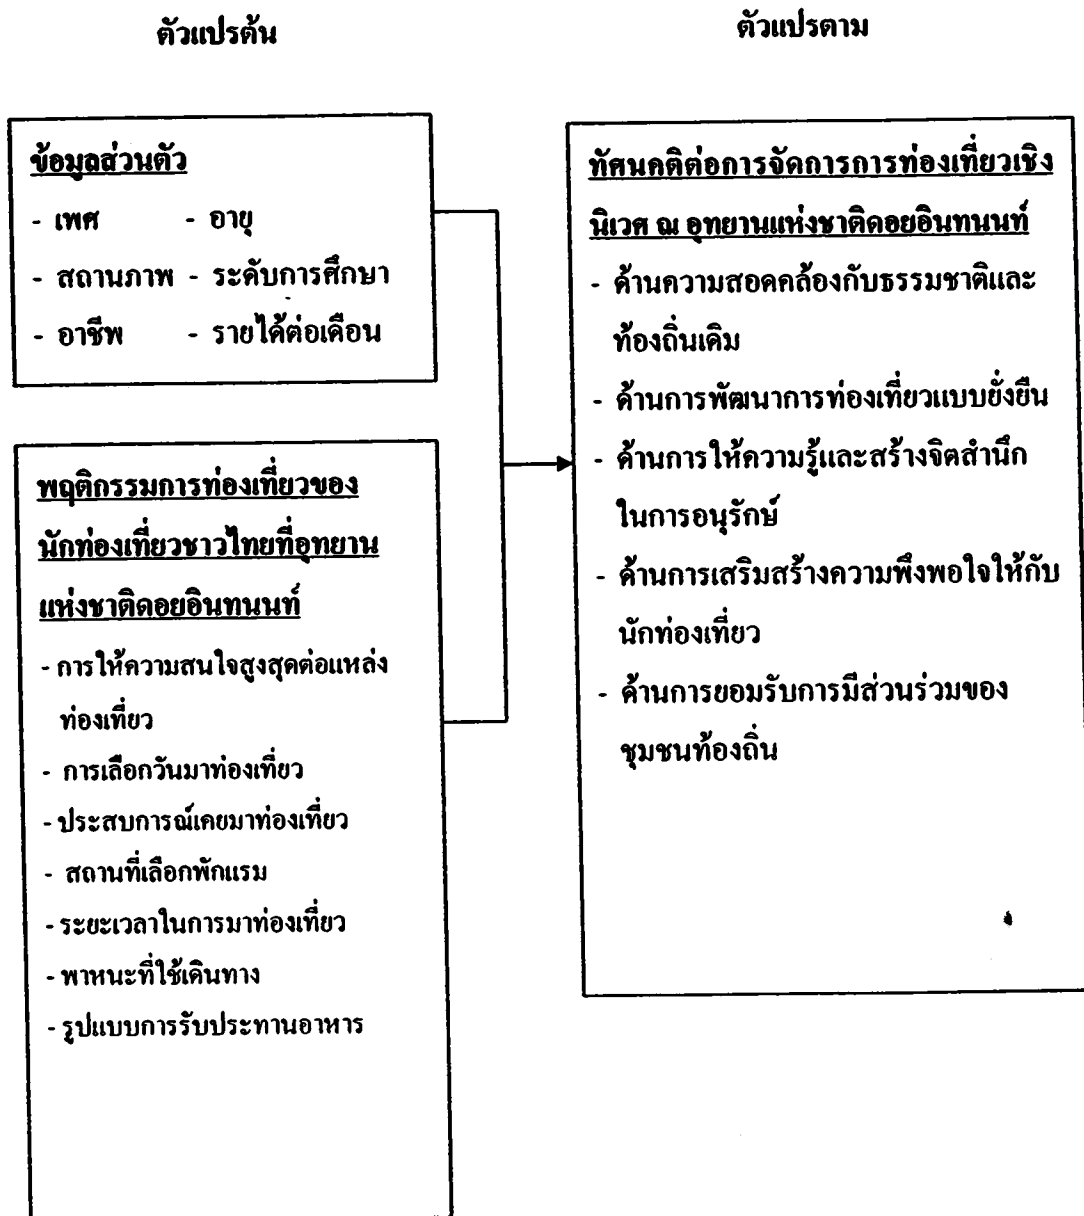 ตัวแปรต้น
ตัวแปรตาม
ข้อมูลส่วนตัว
- เพศ - อายุ
- สถานภาพ - ระดับการศึกษา
- อาชีพ - รายได้ต่อเดือน
พฤติกรรมการท่องเที่ยวของ
นักท่องเที่ยวชาวไทยที่อุทยาน
แห่งชาติดอยอินทนนท์
- การให้ความสนใจสูงสุดต่อแหล่ง
ท่องเที่ยว
- การเลือกวันมาท่องเที่ยว
- ประสบการณ์เคยมาท่องเที่ยว
- สถานที่เลือกพักแรม
- ระยะเวลาในการมาท่องเที่ยว
- พาหนะที่ใช้เดินทาง
- รูปแบบการรับประทานอาหาร
ทัศนคติต่อการจัดการการท่องเที่ยวเชิง
นิเวศ ณ อุทยานแห่งชาติดอยอินทนนท์
- ด้านความสอดคล้องกับธรรมชาติและ
ท้องถิ่นเดิม
- ด้านการพัฒนาการท่องเที่ยวแบบยั่งยืน
- ด้านการให้ความรู้และสร้างจิตสำนึก
ในการอนุรักษ์
- ด้านการเสริมสร้างความพึงพอใจให้กับ
นักท่องเที่ยว
- ด้านการยอมรับการมีส่วนร่วมของ
ชุมชนท้องถิ่น